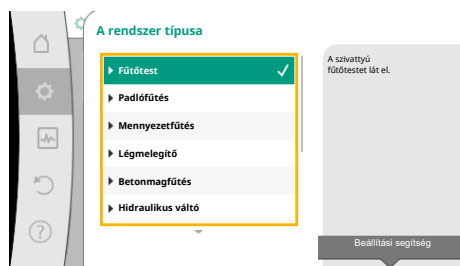 A rendszer típusa
Fűtőtest
Padlófűtés
Mennyezetfűtés
Légmelegítő
Betonmagfűtés
Hidraulikus váltó
A szivattyú
fűtőtestet lát el.
Beállítási segítség
?